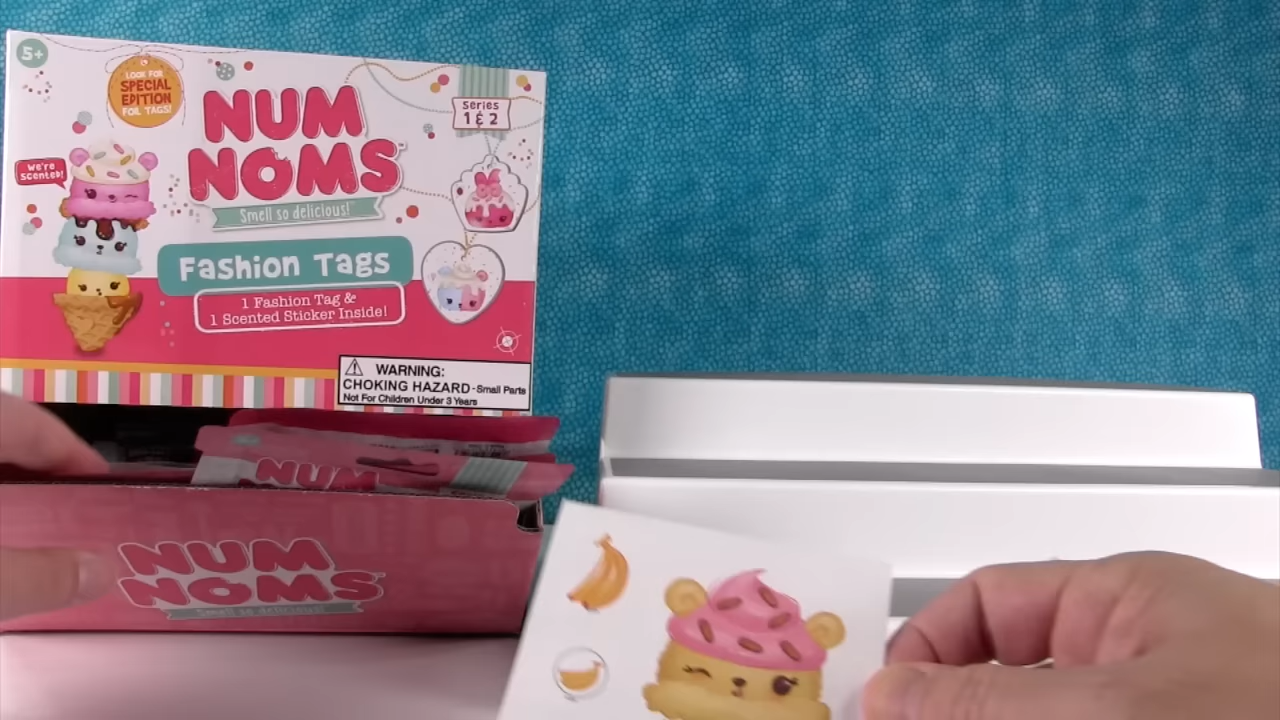 5+
LOOK FOR
SPECIAL
EDITION
FOIL TAGS!
NUM
NOMS™
Smell so delicious!
Series
1 & 2
We're
Scented!
Fashion Tags
1 Fashion Tag &
1 Scented Sticker Inside!
WARNING:
CHOKING HAZARD - Small Parts
Not For Children Under 3 Years
NUM
NUM
NOMS
Smell so delicious!